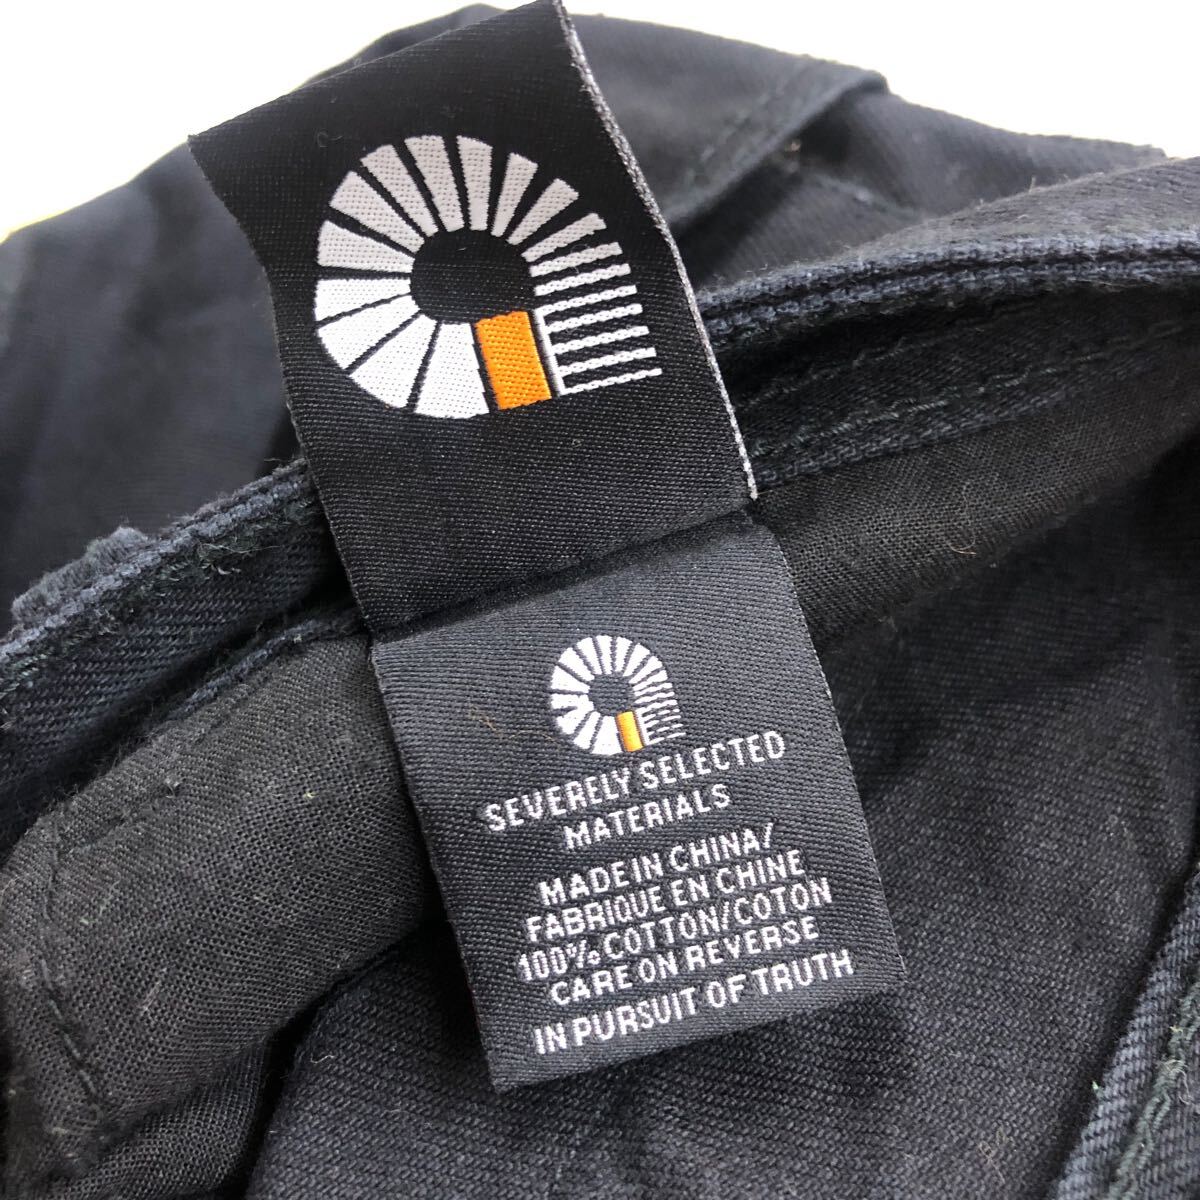 SEVERELY SELECTED
MATERIALS
MADE IN CHINA/
FABRIQUE EN CHINE
100% COTTON/COTON
CARE ON REVERSE
IN PURSUIT OF TRUTH